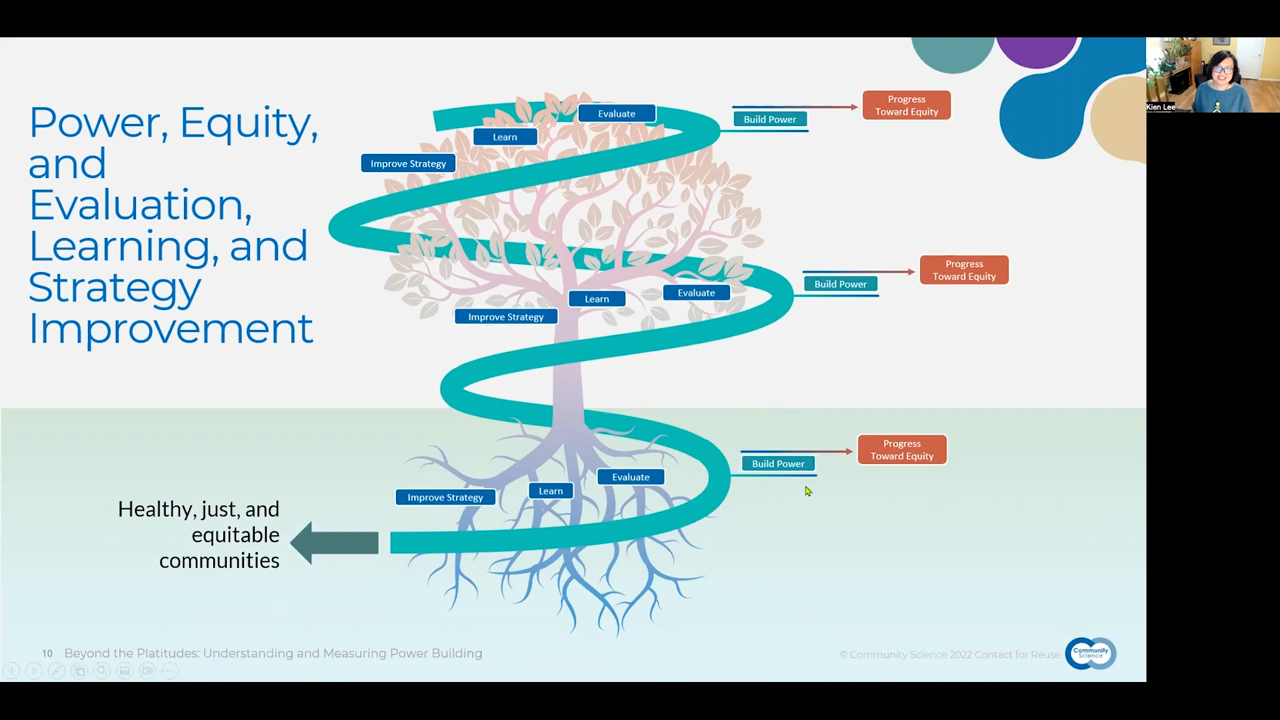 Power, Equity,
and
Evaluation,
Learning, and
Strategy
Improvement
Evaluate
Learn
Improve Strategy
Build Power
Progress
Toward Equity
Evaluate
Learn
Improve Strategy
Build Power
Progress
Toward Equity
Evaluate
Learn
Improve Strategy
Build Power
Progress
Toward Equity
Healthy, just, and
equitable
communities
10 Beyond the Platitudes: Understanding and Measuring Power Building
© Community Science 2022 Contact for Reuse
Community
Science
Kien Lee